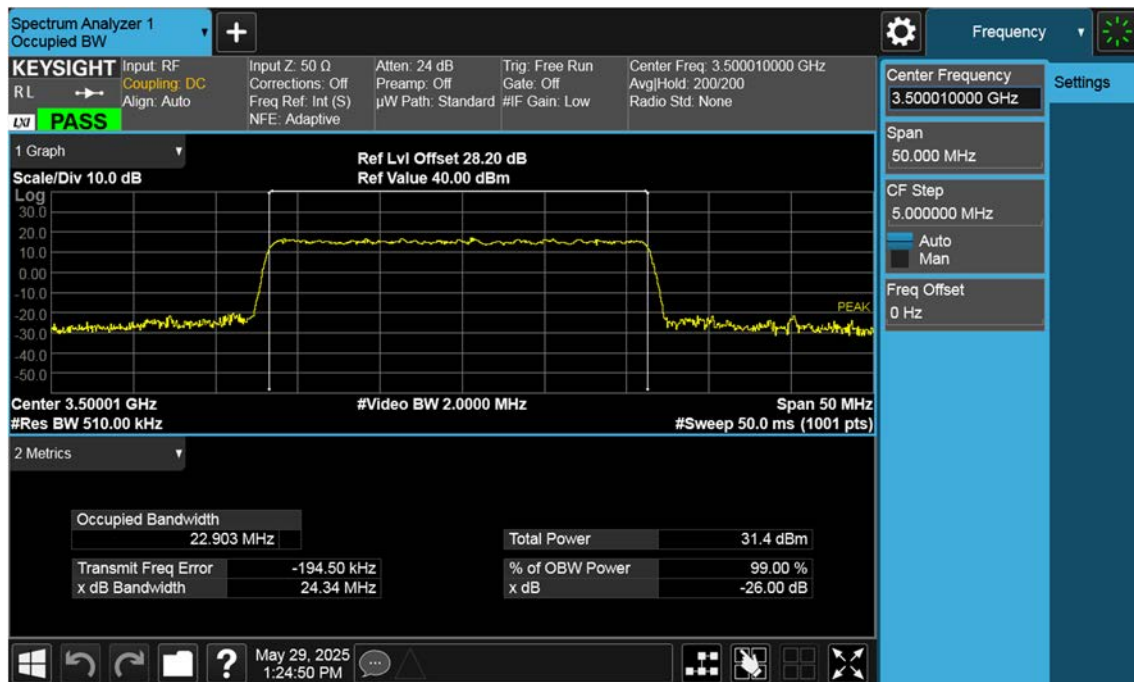 Spectrum Analyzer 1
Occupied BW
+
Frequency
KEYSIGHT
RL
LXI PASS
Input: RF
Coupling: DC
Align: Auto
Input Z: 50 Ω
Corrections: Off
Freq Ref: Int (S)
NFE: Adaptive
Atten: 24 dB
Preamp: Off
µW Path: Standard
Trig: Free Run
Gate: Off
#IF Gain: Low
Center Freq: 3.500010000 GHz
Avg|Hold: 200/200
Radio Std: None
Center Frequency
3.500010000 GHz
Settings
Span
50.000 MHz
CF Step
5.000000 MHz
Auto
Man
Freq Offset
0 Hz
1 Graph
Scale/Div 10.0 dB
Ref Lvl Offset 28.20 dB
Ref Value 40.00 dBm
Log
30.0
20.0
10.0
0.00
-10.0
-20.0
-30.0
-40.0
-50.0
PEAK
Center 3.50001 GHz
#Res BW 510.00 kHz
#Video BW 2.0000 MHz
Span 50 MHz
#Sweep 50.0 ms (1001 pts)
2 Metrics
Occupied Bandwidth
22.903 MHz
Total Power 31.4 dBm
Transmit Freq Error -194.50 kHz
% of OBW Power 99.00 %
x dB Bandwidth 24.34 MHz
x dB -26.00 dB
?
May 29, 2025
1:24:50 PM